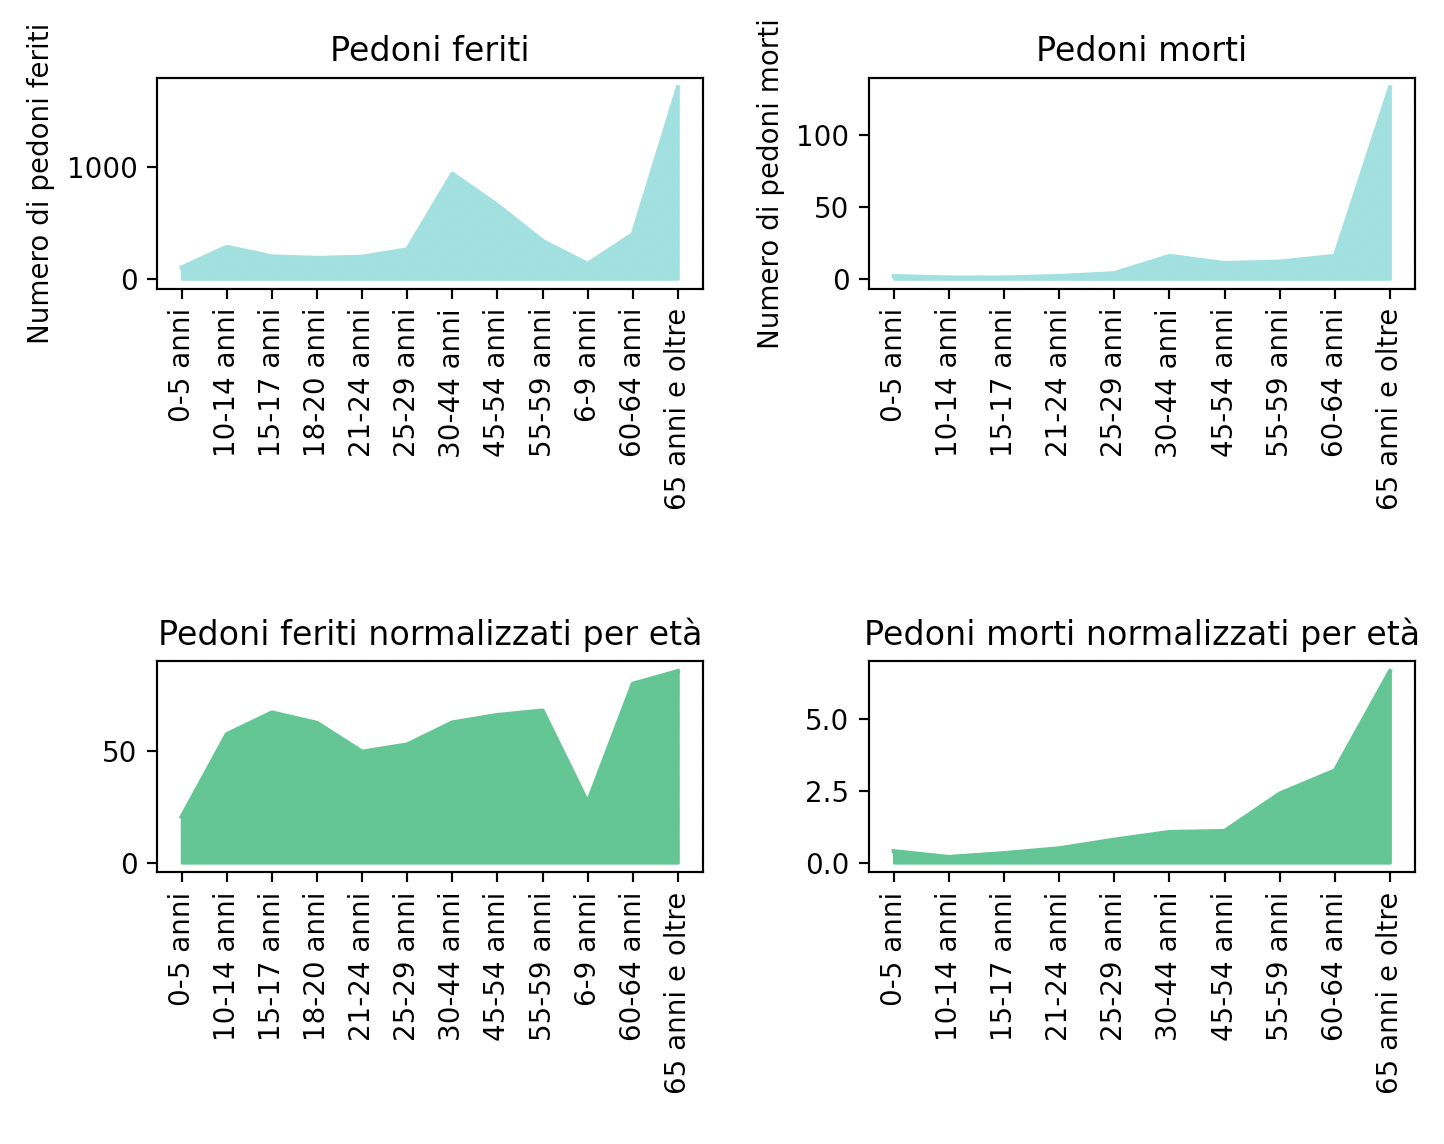 Pedoni feriti
Numero di pedoni feriti
1000
0
0-5 anni
10-14 anni
15-17 anni
18-20 anni
21-24 anni
25-29 anni
30-44 anni
45-54 anni
55-59 anni
6-9 anni
60-64 anni
65 anni e oltre
Pedoni morti
Numero di pedoni morti
100
50
0
0-5 anni
10-14 anni
15-17 anni
21-24 anni
25-29 anni
30-44 anni
45-54 anni
55-59 anni
60-64 anni
65 anni e oltre
Pedoni feriti normalizzati per età
50
0
0-5 anni
10-14 anni
15-17 anni
18-20 anni
21-24 anni
25-29 anni
30-44 anni
45-54 anni
55-59 anni
6-9 anni
60-64 anni
65 anni e oltre
Pedoni morti normalizzati per età
5.0
2.5
0.0
0-5 anni
10-14 anni
15-17 anni
21-24 anni
25-29 anni
30-44 anni
45-54 anni
55-59 anni
60-64 anni
65 anni e oltre